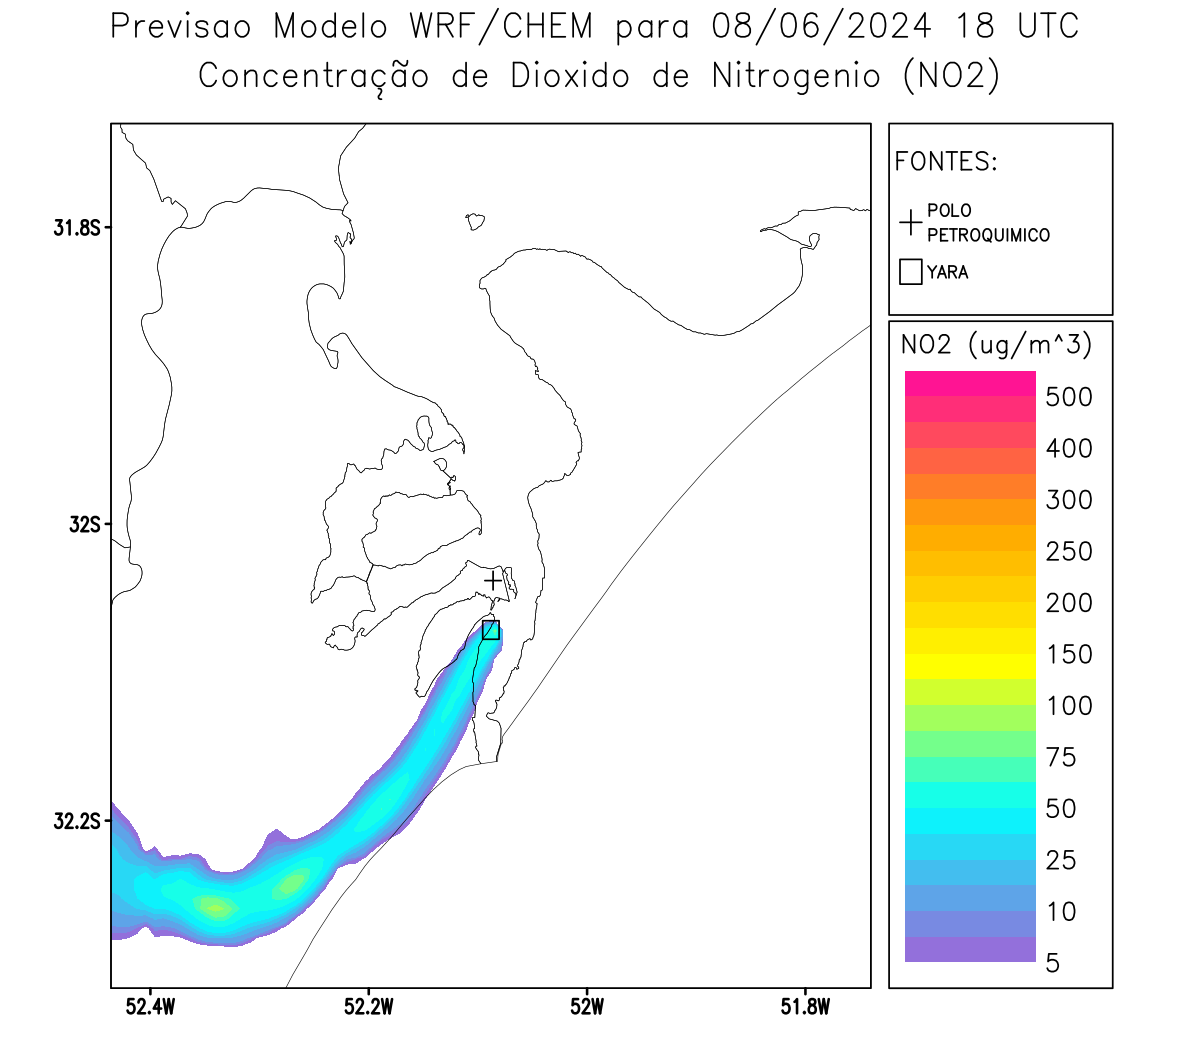 Previsao Modelo WRF/CHEM para 08/06/2024 18 UTC
Concentração de Dioxido de Nitrogenio (NO2)
FONTES:
POLO
PETROQUIMICO
YARA
NO2 (ug/m^3)
500
400
300
250
200
150
100
75
50
25
10
5
31.8S
32S
32.2S
52.4W
52.2W
52W
51.8W